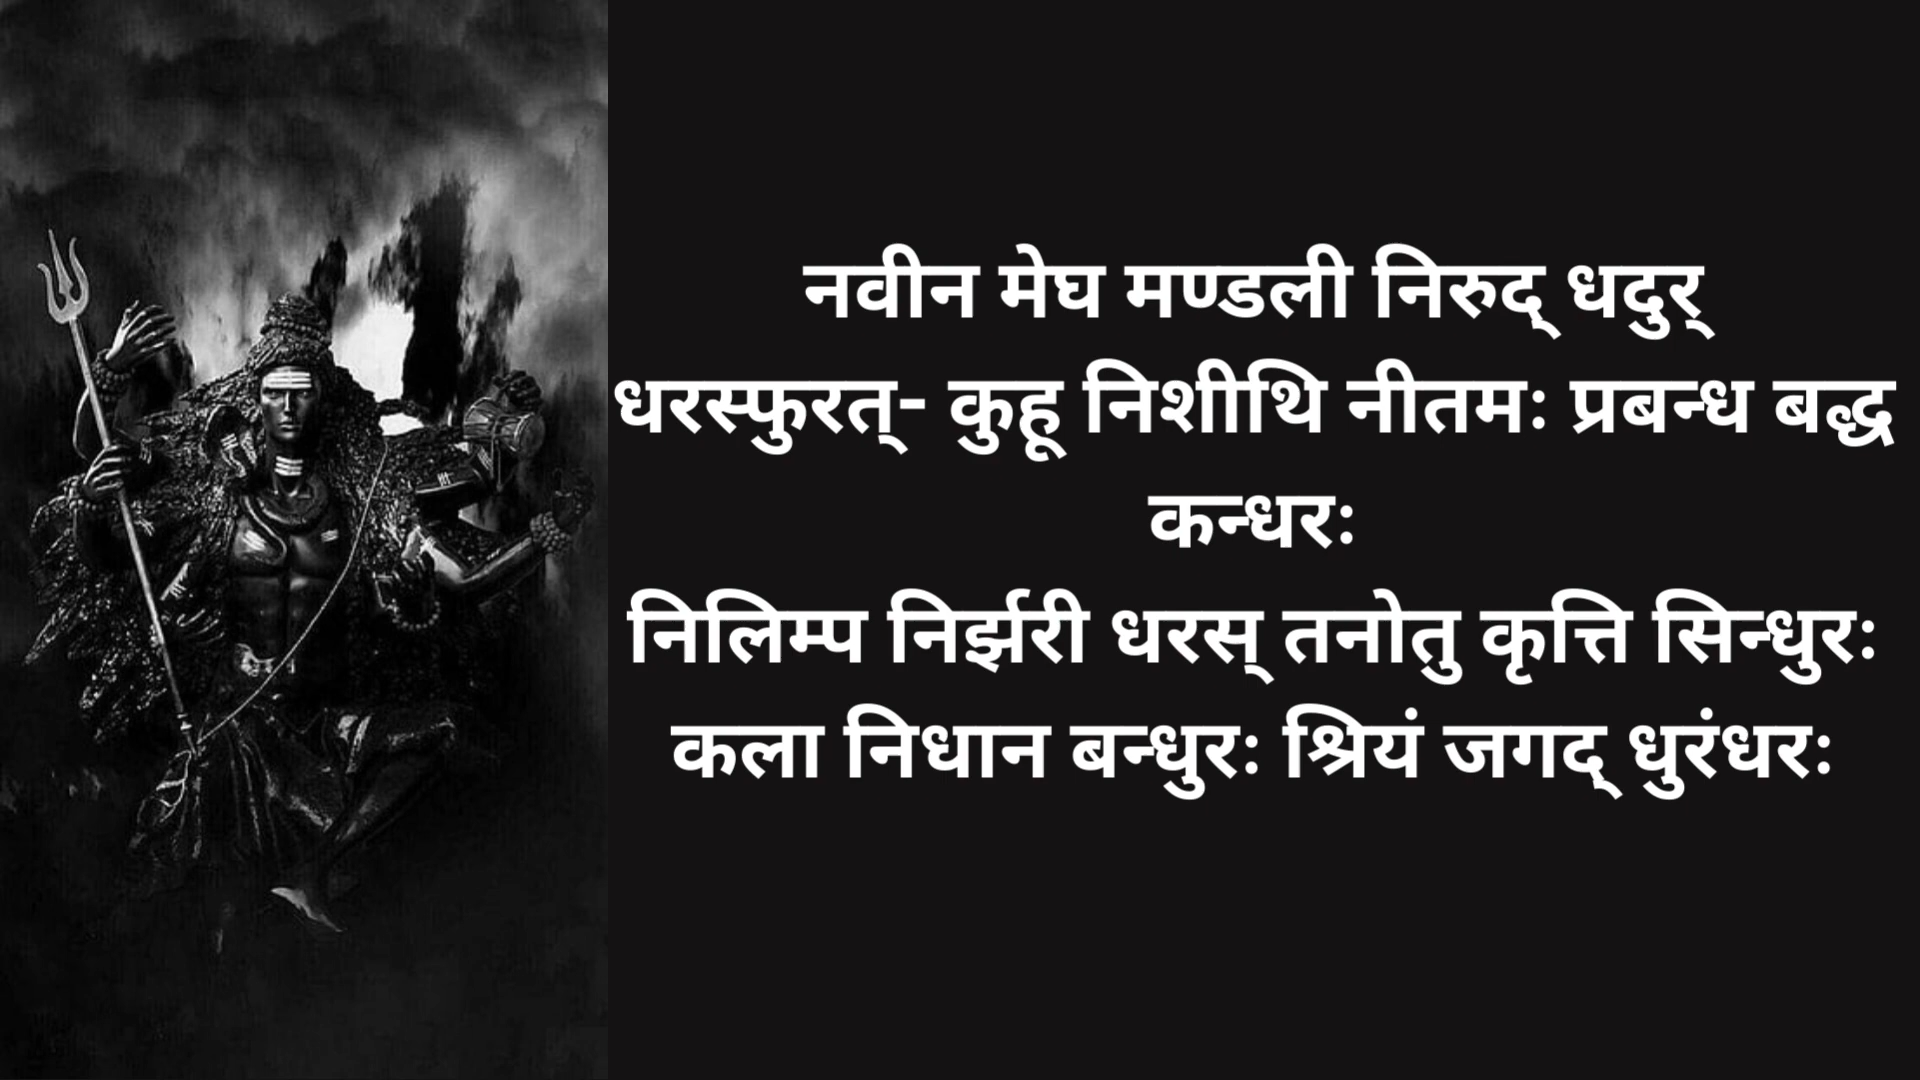 नवीन मेघ मण्डली निरुद् धदुर्
धरस्फुरत्- कुहू निशीथि नीतमः प्रबन्ध बद्ध
कन्धरः
निलिम्प निर्झरी धरस् तनोतु कृत्ति सिन्धुरः
कला निधान बन्धुरः श्रियं जगद् धुरंधरः